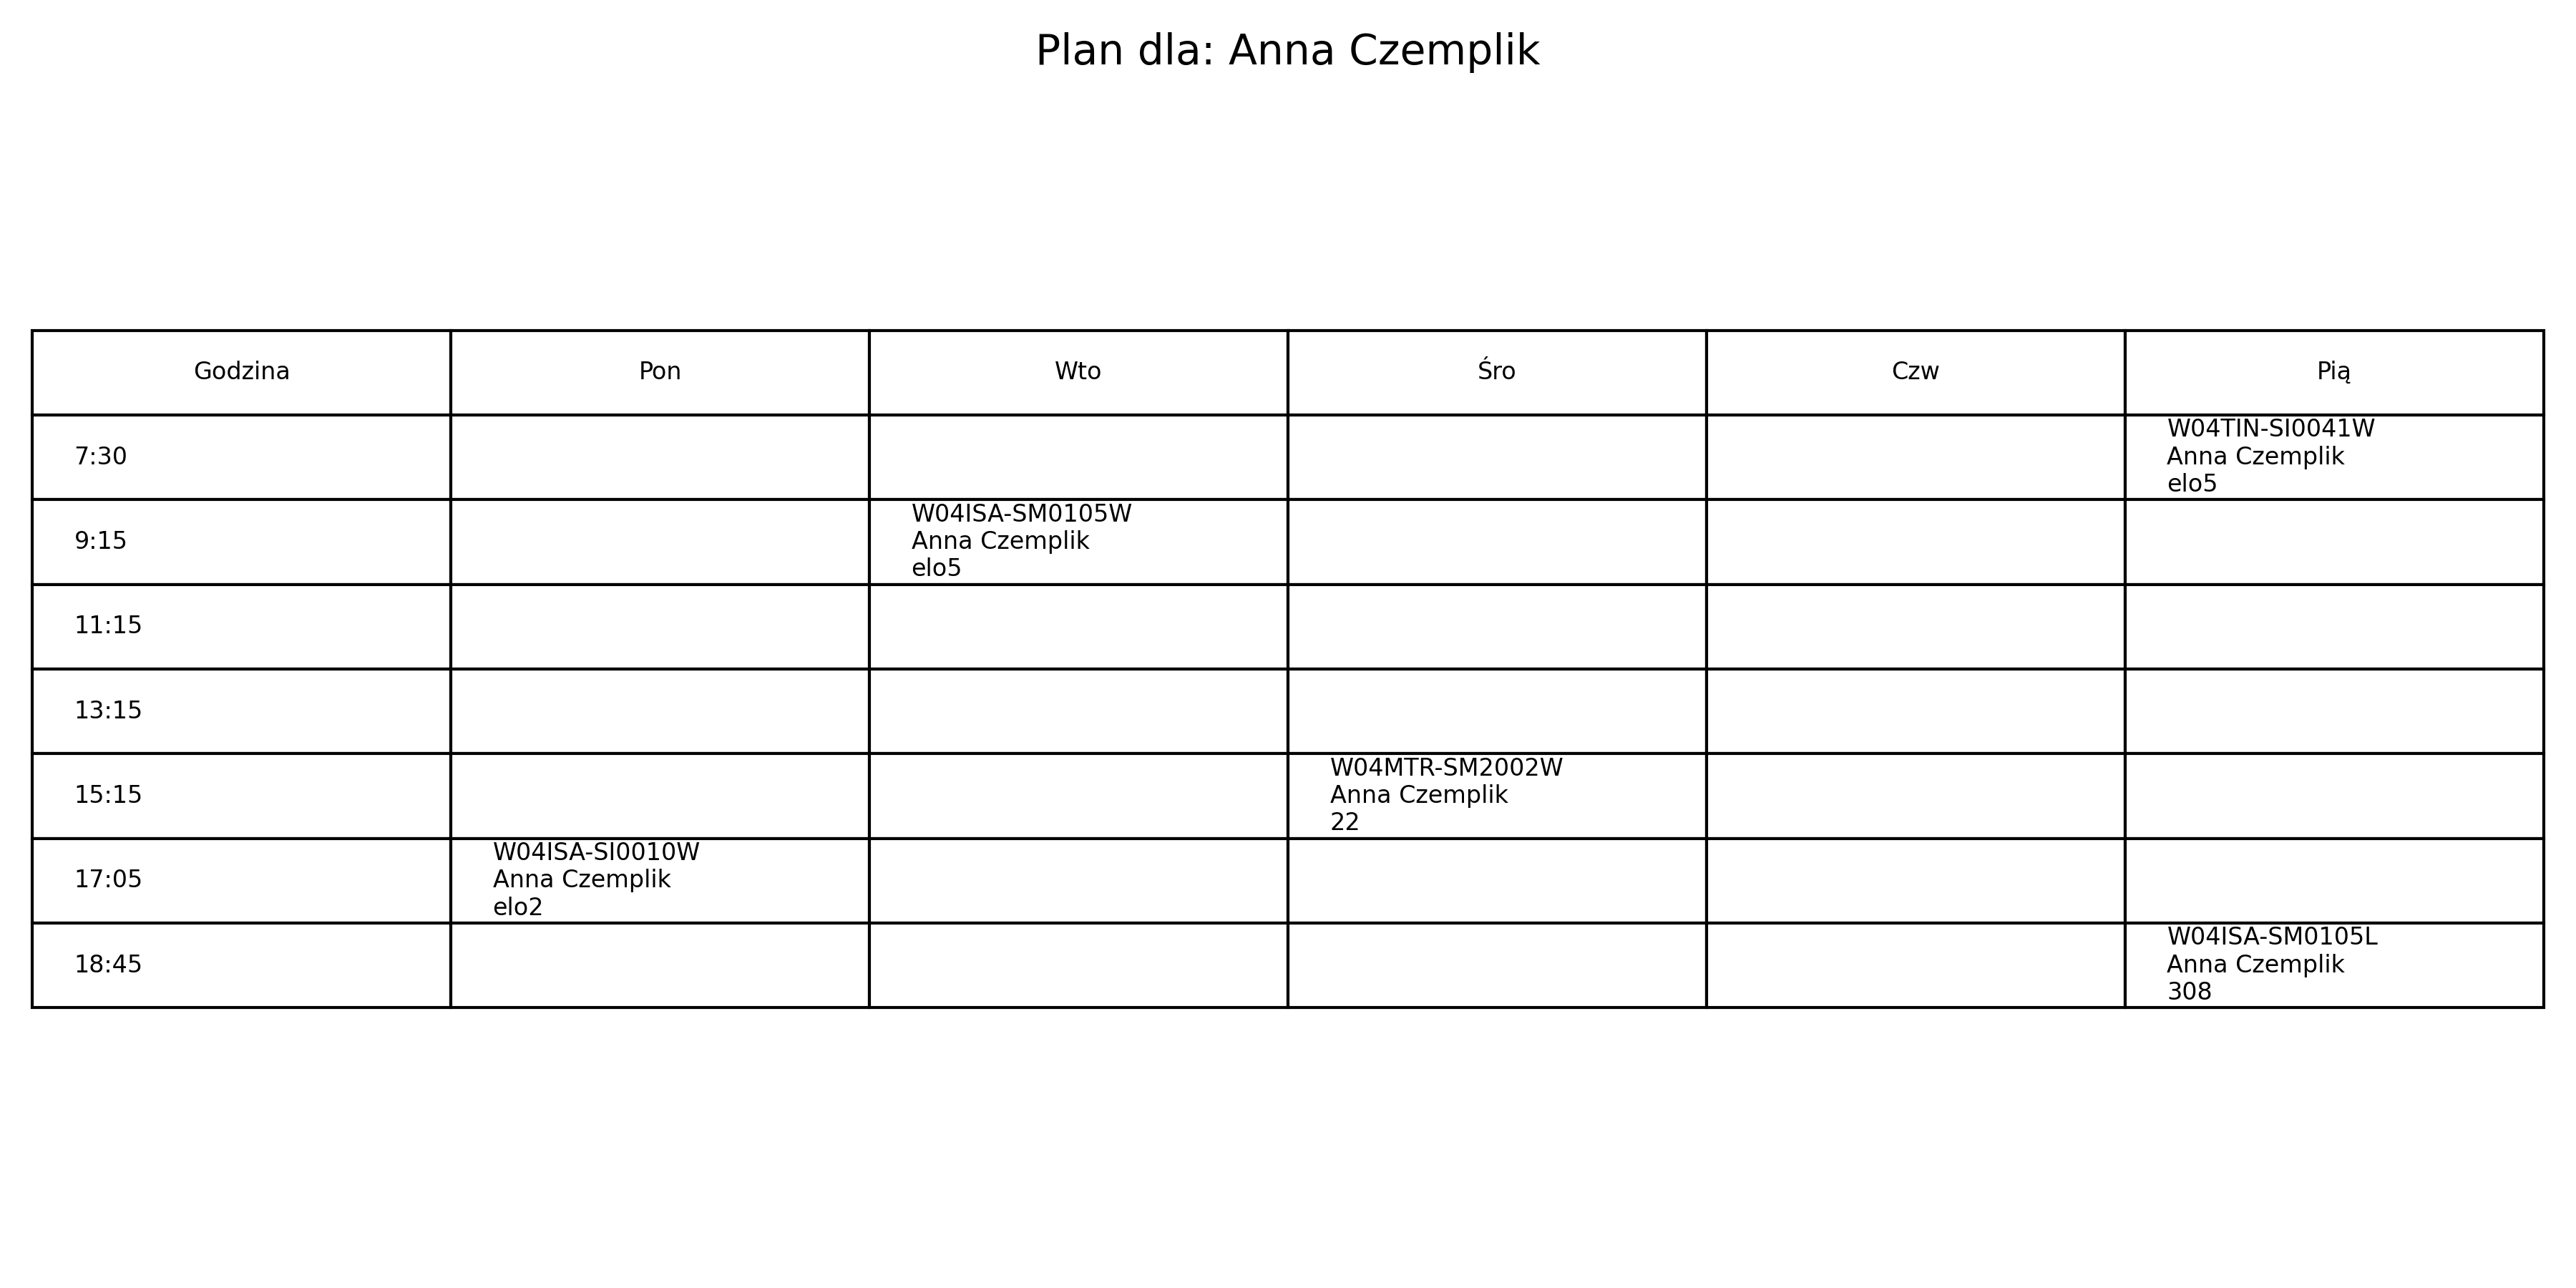 Plan dla: Anna Czemplik
Godzina Pon Wto Śro Czw Pią
7:30
W04TIN-SI0041W
Anna Czemplik
elo5
9:15
W04ISA-SM0105W
Anna Czemplik
elo5
11:15
13:15
15:15
W04MTR-SM2002W
Anna Czemplik
22
17:05
W04ISA-SI0010W
Anna Czemplik
elo2
18:45
W04ISA-SM0105L
Anna Czemplik
308